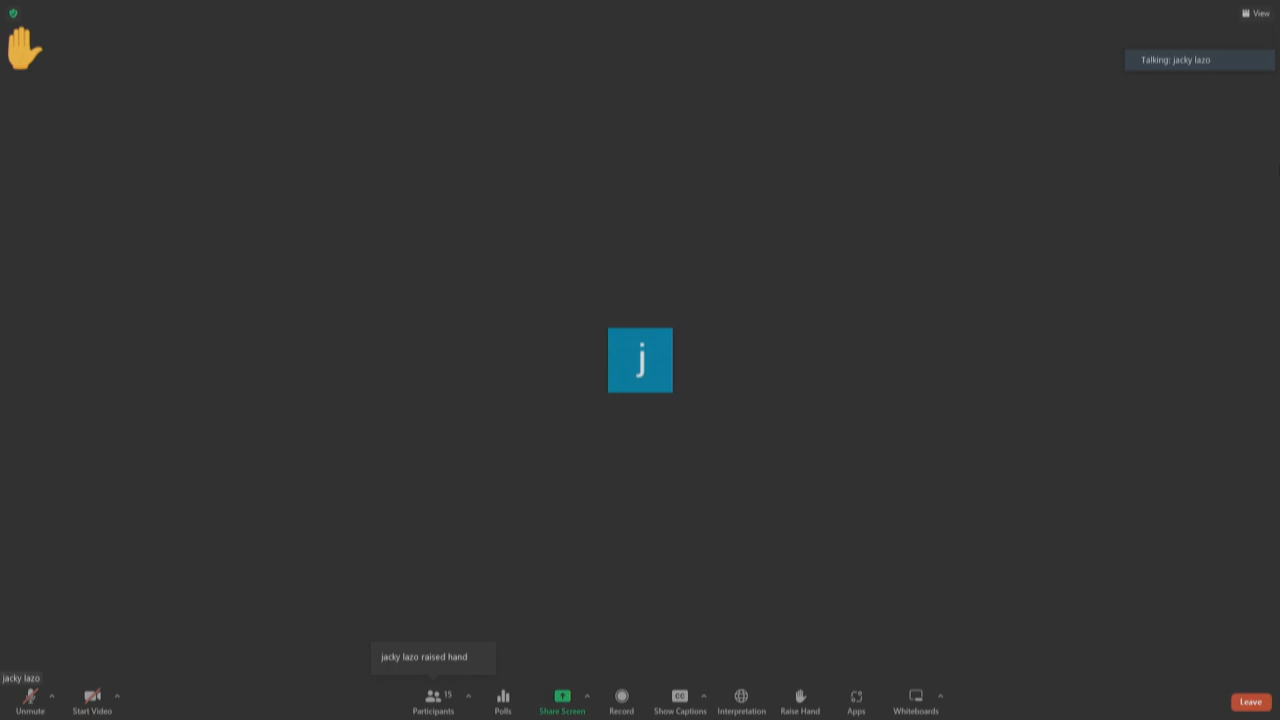 View
Talking: jacky lazo
j
jacky lazo raised hand
jacky lazo
15
CC
Unmute
Start Video
Participants
Polls
Share Screen
Record
Show Captions
Interpretation
Raise Hand
Apps
Whiteboards
Leave